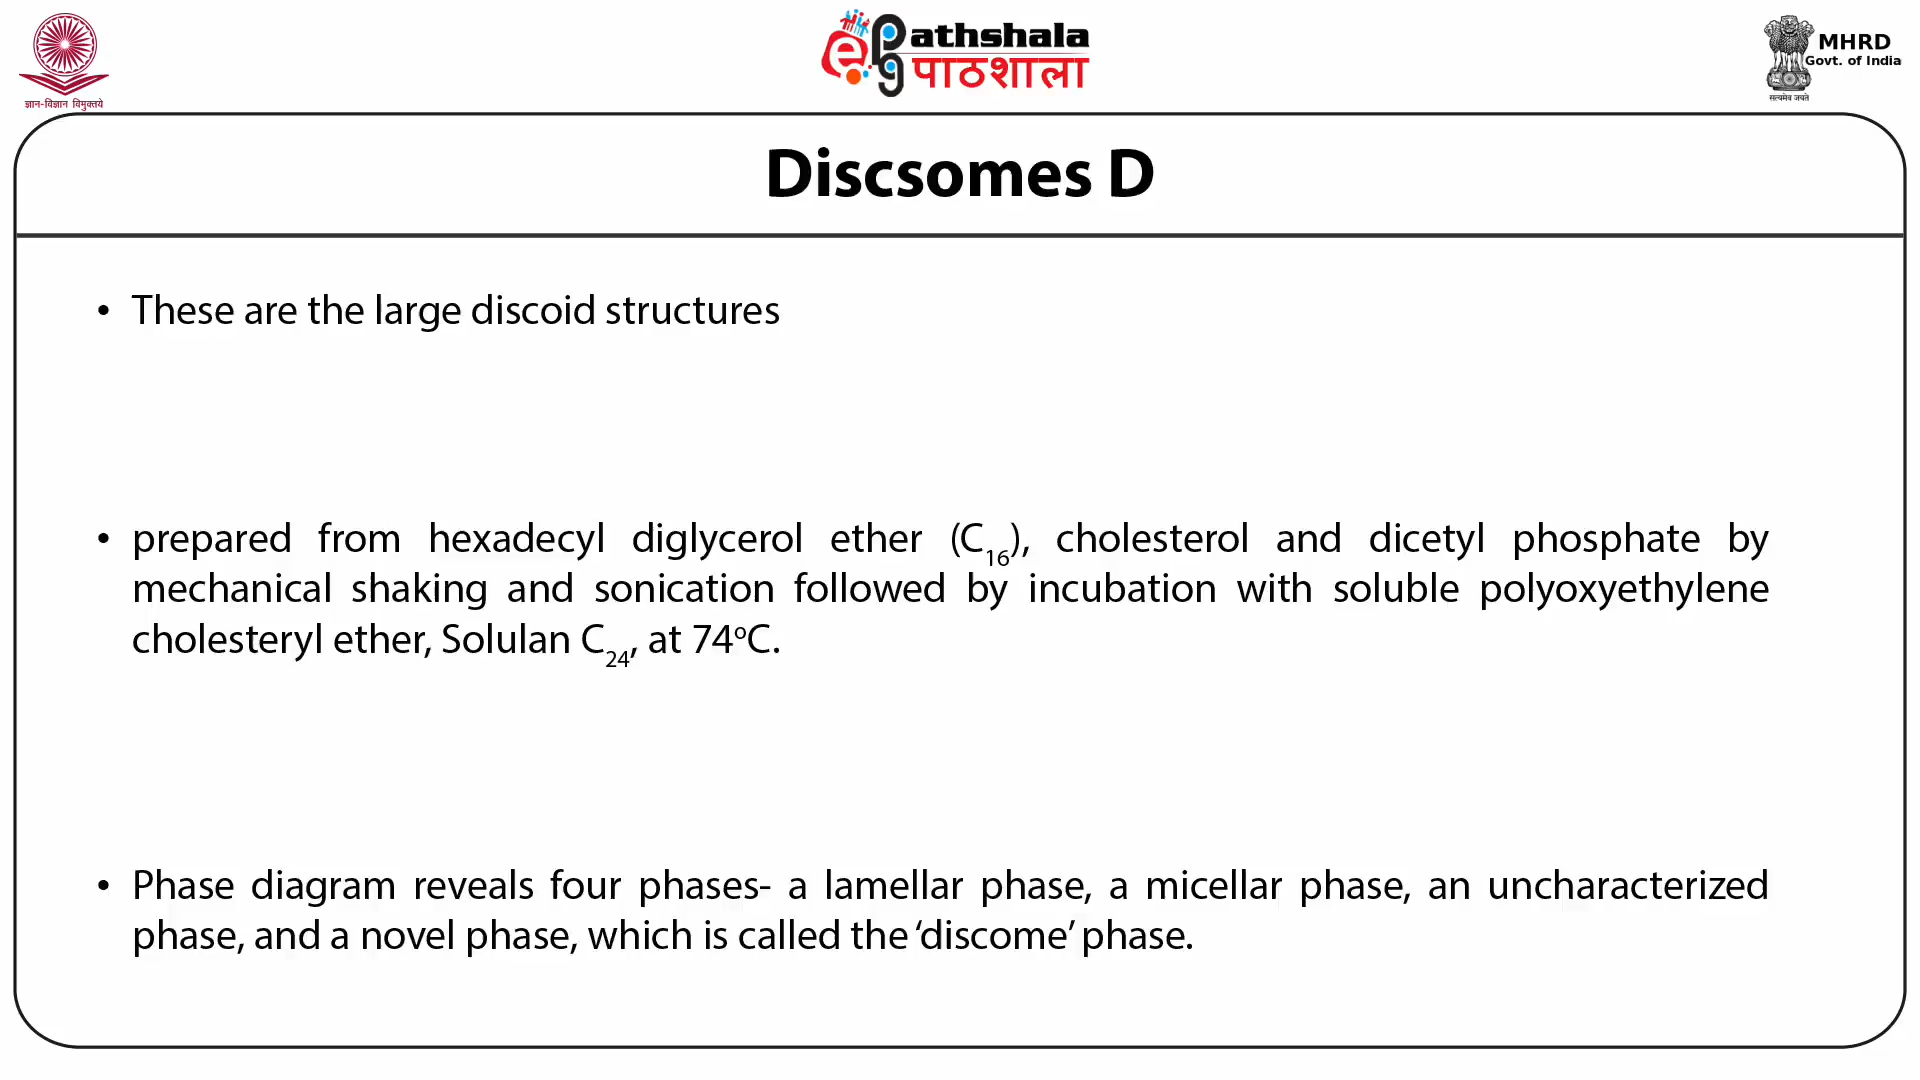 ज्ञान-विज्ञान विमुक्तये
ePg
athshala
पाठशाला
MHRD
Govt. of India
सत्यमेव जयते
Discsomes D
• These are the large discoid structures
• prepared from hexadecyl diglycerol ether (C16), cholesterol and dicetyl phosphate by
mechanical shaking and sonication followed by incubation with soluble polyoxyethylene
cholesteryl ether, Solulan C24, at 74ºC.
• Phase diagram reveals four phases- a lamellar phase, a micellar phase, an uncharacterized
phase, and a novel phase, which is called the ‘discome’ phase.